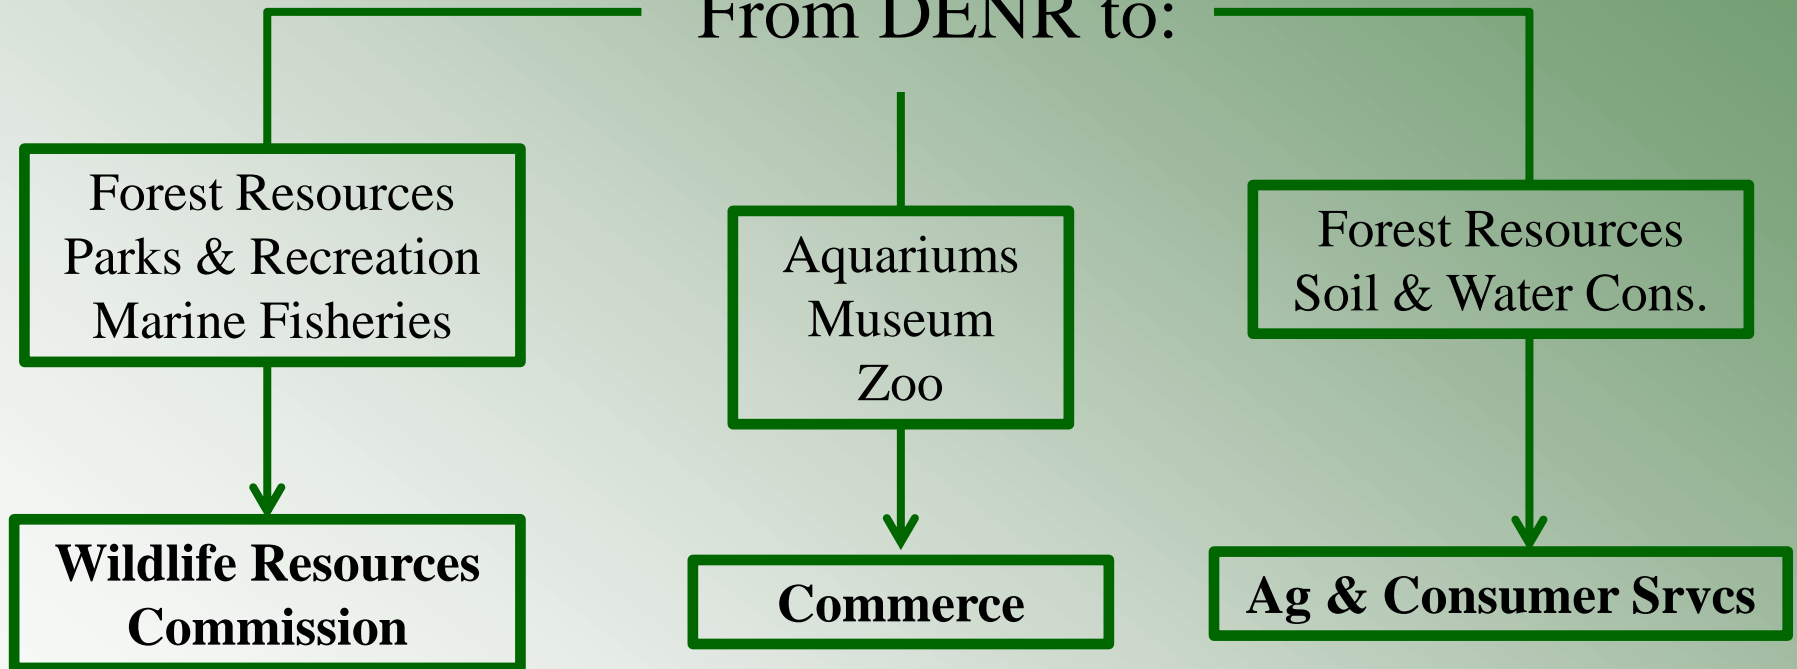 From DENR to:
Forest Resources
Parks & Recreation
Marine Fisheries
Aquariums
Museum
Zoo
Forest Resources
Soil & Water Cons.
Wildlife Resources
Commission
Commerce
Ag & Consumer Srvcs